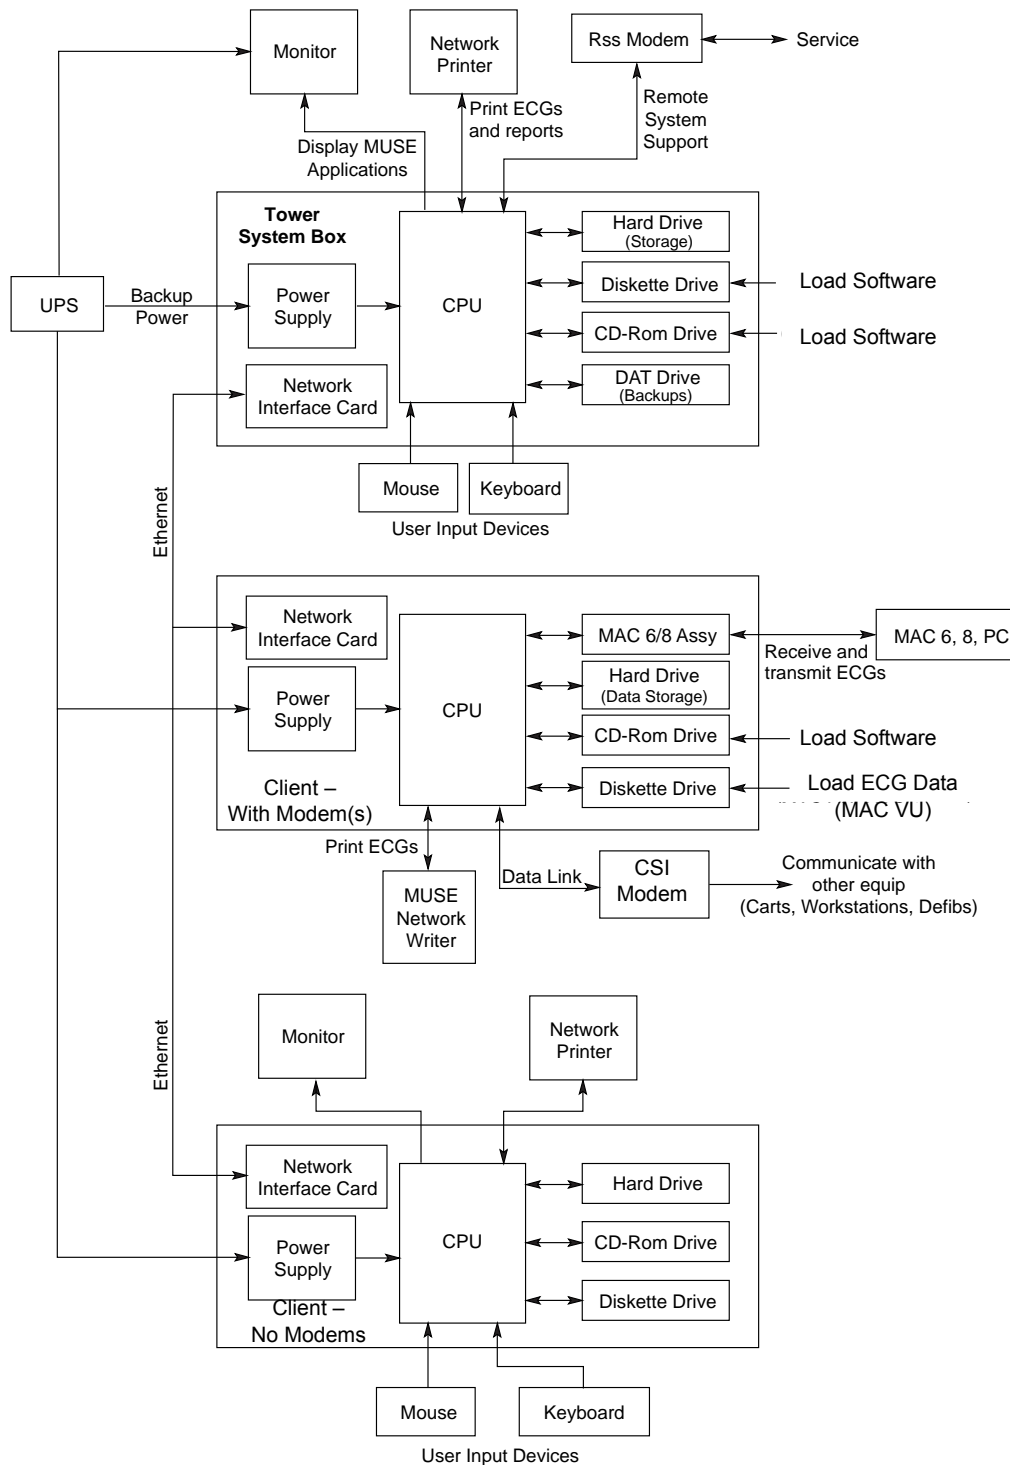 Monitor
Network
Printer
Rss Modem
Service
Print ECGs
and reports
Remote
System
Support
Display MUSE
Applications
Tower
System Box
UPS
Backup
Power
Power
Supply
CPU
Hard Drive
(Storage)
Diskette Drive
Load Software
CD-Rom Drive
Load Software
DAT Drive
(Backups)
Network
Interface Card
Mouse
Keyboard
User Input Devices
Ethernet
Network
Interface Card
Power
Supply
CPU
MAC 6/8 Assy
MAC 6, 8, PC
Receive and
transmit ECGs
Hard Drive
(Data Storage)
CD-Rom Drive
Load Software
Diskette Drive
Load ECG Data
(MAC VU)
Client –
With Modem(s)
Print ECGs
MUSE
Network
Writer
Data Link
CSI
Modem
Communicate with
other equip
(Carts, Workstations, Defibs)
Ethernet
Monitor
Network
Printer
Network
Interface Card
Power
Supply
CPU
Hard Drive
CD-Rom Drive
Diskette Drive
Client –
No Modems
Mouse
Keyboard
User Input Devices